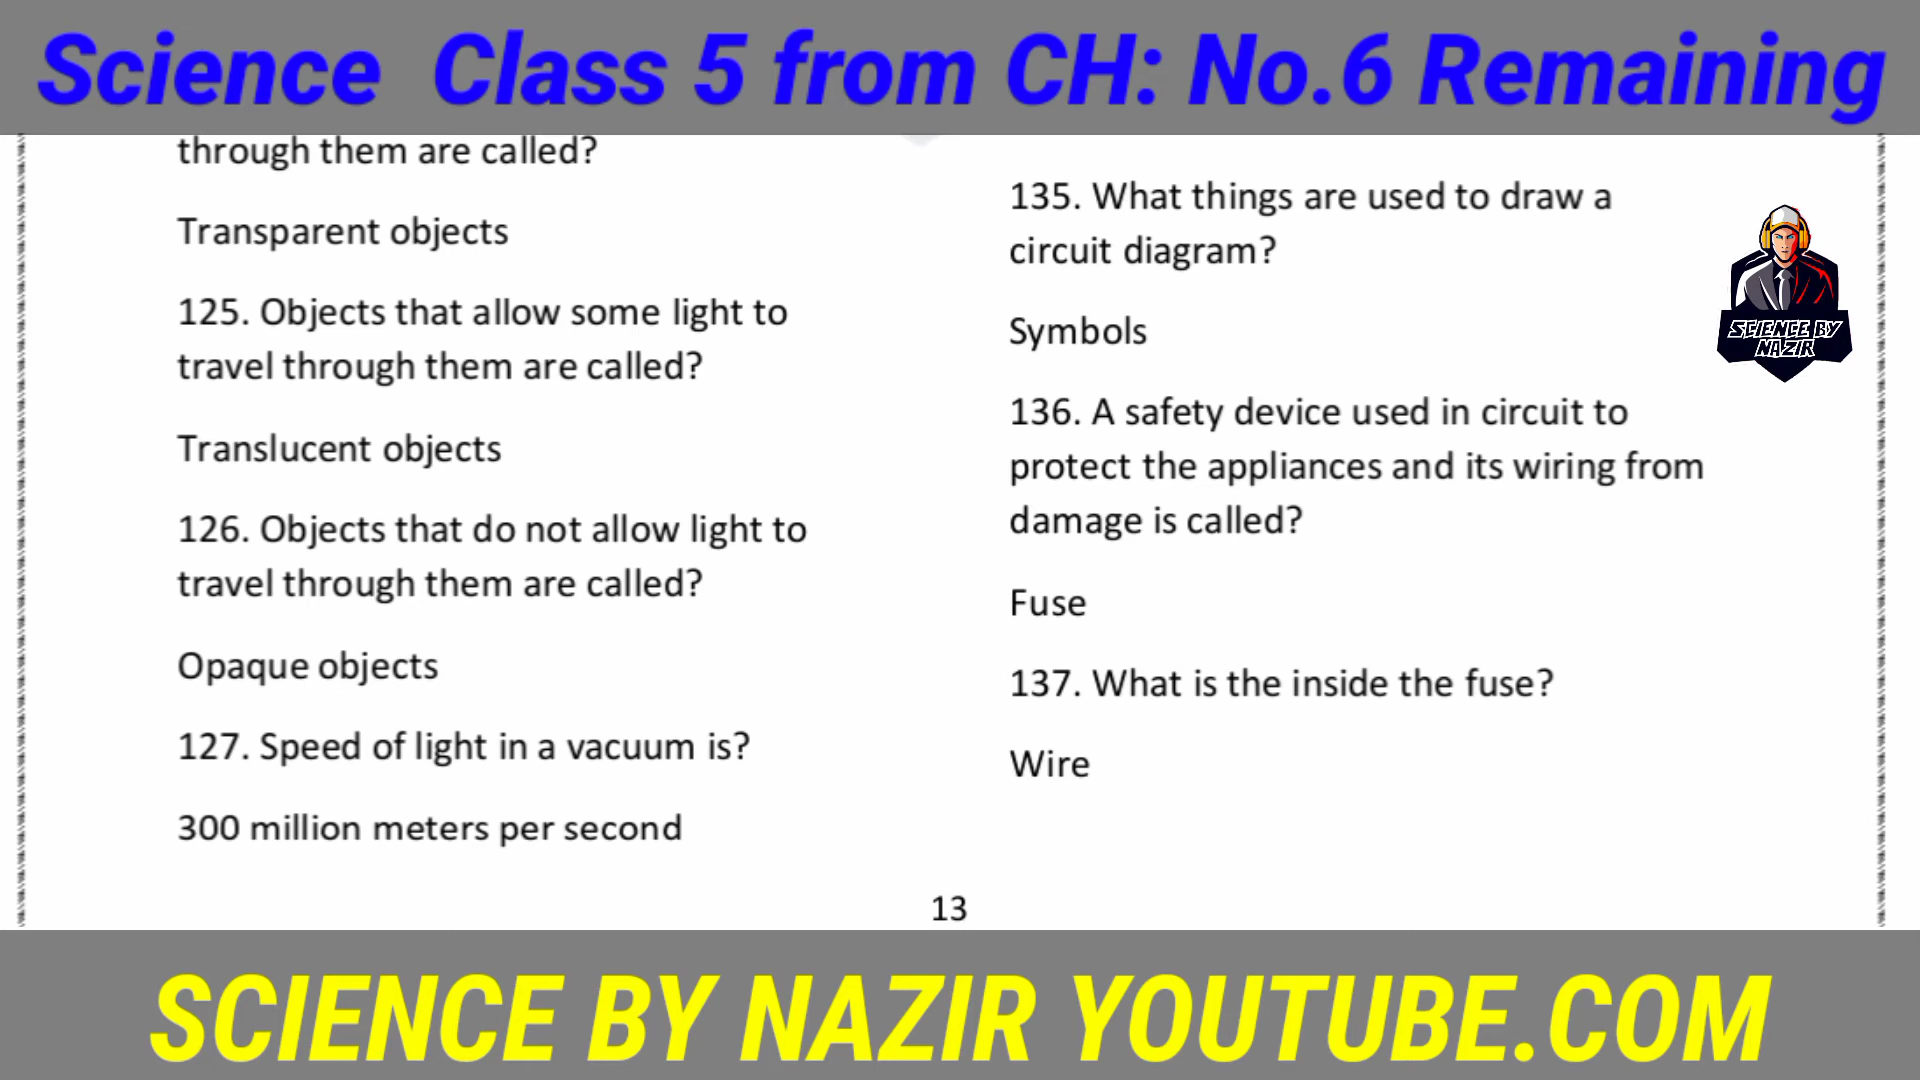 Science Class 5 from CH: No.6 Remaining
through them are called?
Transparent objects
125. Objects that allow some light to
travel through them are called?
Translucent objects
126. Objects that do not allow light to
travel through them are called?
Opaque objects
127. Speed of light in a vacuum is?
300 million meters per second
135. What things are used to draw a
circuit diagram?
Symbols
136. A safety device used in circuit to
protect the appliances and its wiring from
damage is called?
Fuse
137. What is the inside the fuse?
Wire
SCIENCE BY
NAZIR
13
SCIENCE BY NAZIR YOUTUBE.COM